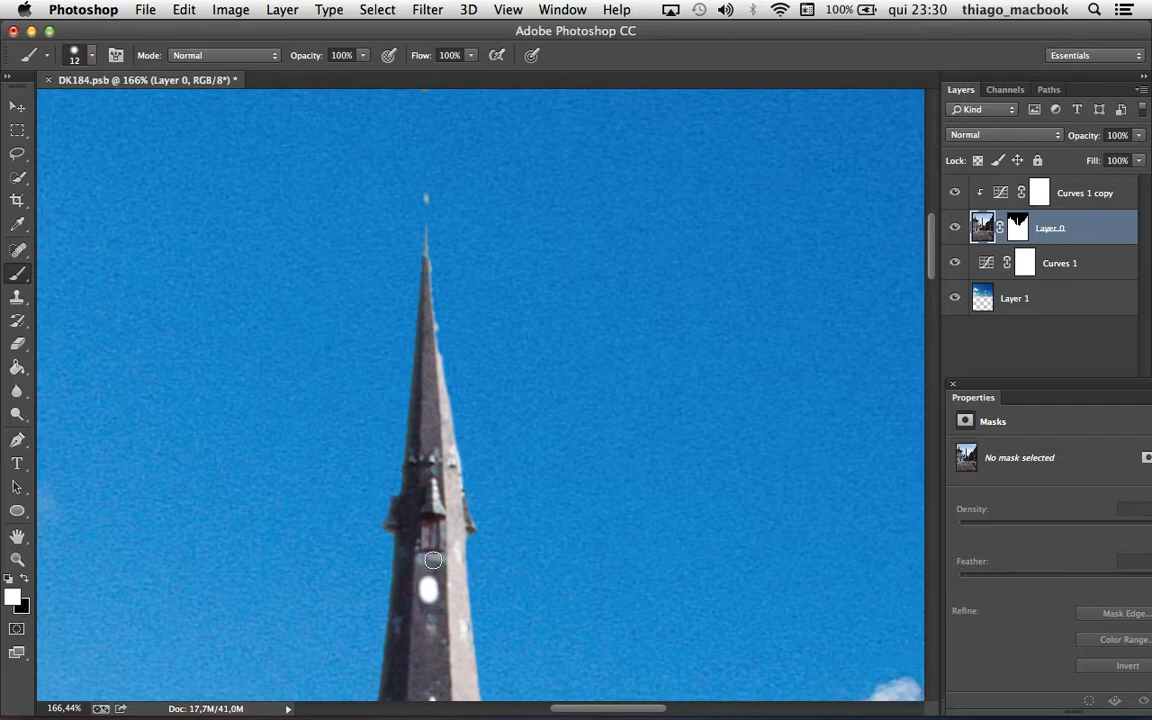 Photoshop File Edit Image Layer Type Select Filter 3D View Window Help 100% qui 23:30 thiago_macbook
Adobe Photoshop CC
12 Mode: Normal Opacity: 100% Flow: 100% Essentials
DK184.psb @ 166% (Layer 0, RGB/8*) *
Layers Channels Paths
Kind
Normal Opacity: 100%
Lock: Fill: 100%
Curves 1 copy
Layer 0
Curves 1
Layer 1
Properties
Masks
No mask selected
Density:
Feather:
Refine: Mask Edge...
Color Range...
Invert
166,44% Doc: 17,7M/41,0M